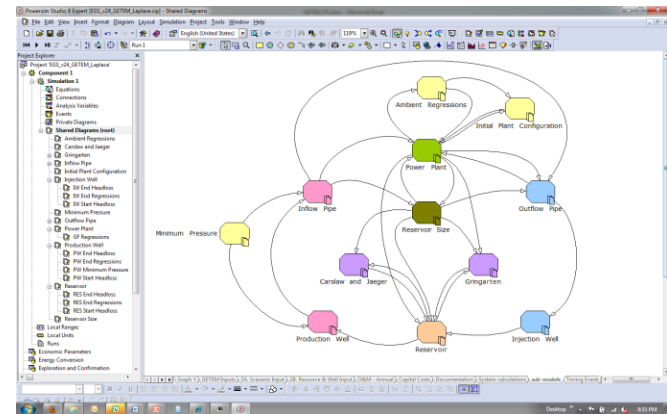 Powersim Studio 8 Expert [EGS_v24_GETEM_Laplace.sip] - Shared Diagrams
File Edit View Insert Format Diagram Layout Simulation Project Tools Window Help
English (United States)
119%
Run1
Project Explorer
Project 'EGS_v24_GETEM_Laplace'
Component 1
Simulation 1
Equations
Connections
Analysis Variables
Events
Private Diagrams
Shared Diagrams (root)
Ambient Regressions
Carslaw and Jaeger
Gringarten
Inflow Pipe
Initial Plant Configuration
Injection Well
IW End Headloss
IW End Regressions
IW Start Headloss
Minimum Pressure
Outflow Pipe
Power Plant
GF Regressions
Production Well
PW End Headloss
PW End Regressions
PW Minimum Pressure
PW Start Headloss
Reservoir
RES End Headloss
RES End Regressions
RES Start Headloss
Reservoir Size
Local Ranges
Local Units
Runs
Economic Parameters
Energy Conversion
Exploration and Confirmation
Ambient Regressions
Initial Plant Configuration
Power Plant
Inflow Pipe
Outflow Pipe
Reservoir Size
Minimum Pressure
Carslaw and Jaeger
Gringarten
Production Well
Reservoir
Injection Well
Graph Y GETEM Inputs 2A. Scenario Input 2B. Resource & Well Input O&M - Annual Capital Costs Documentation System calculations sub-models Timing Event
Desktop
9:33 PM